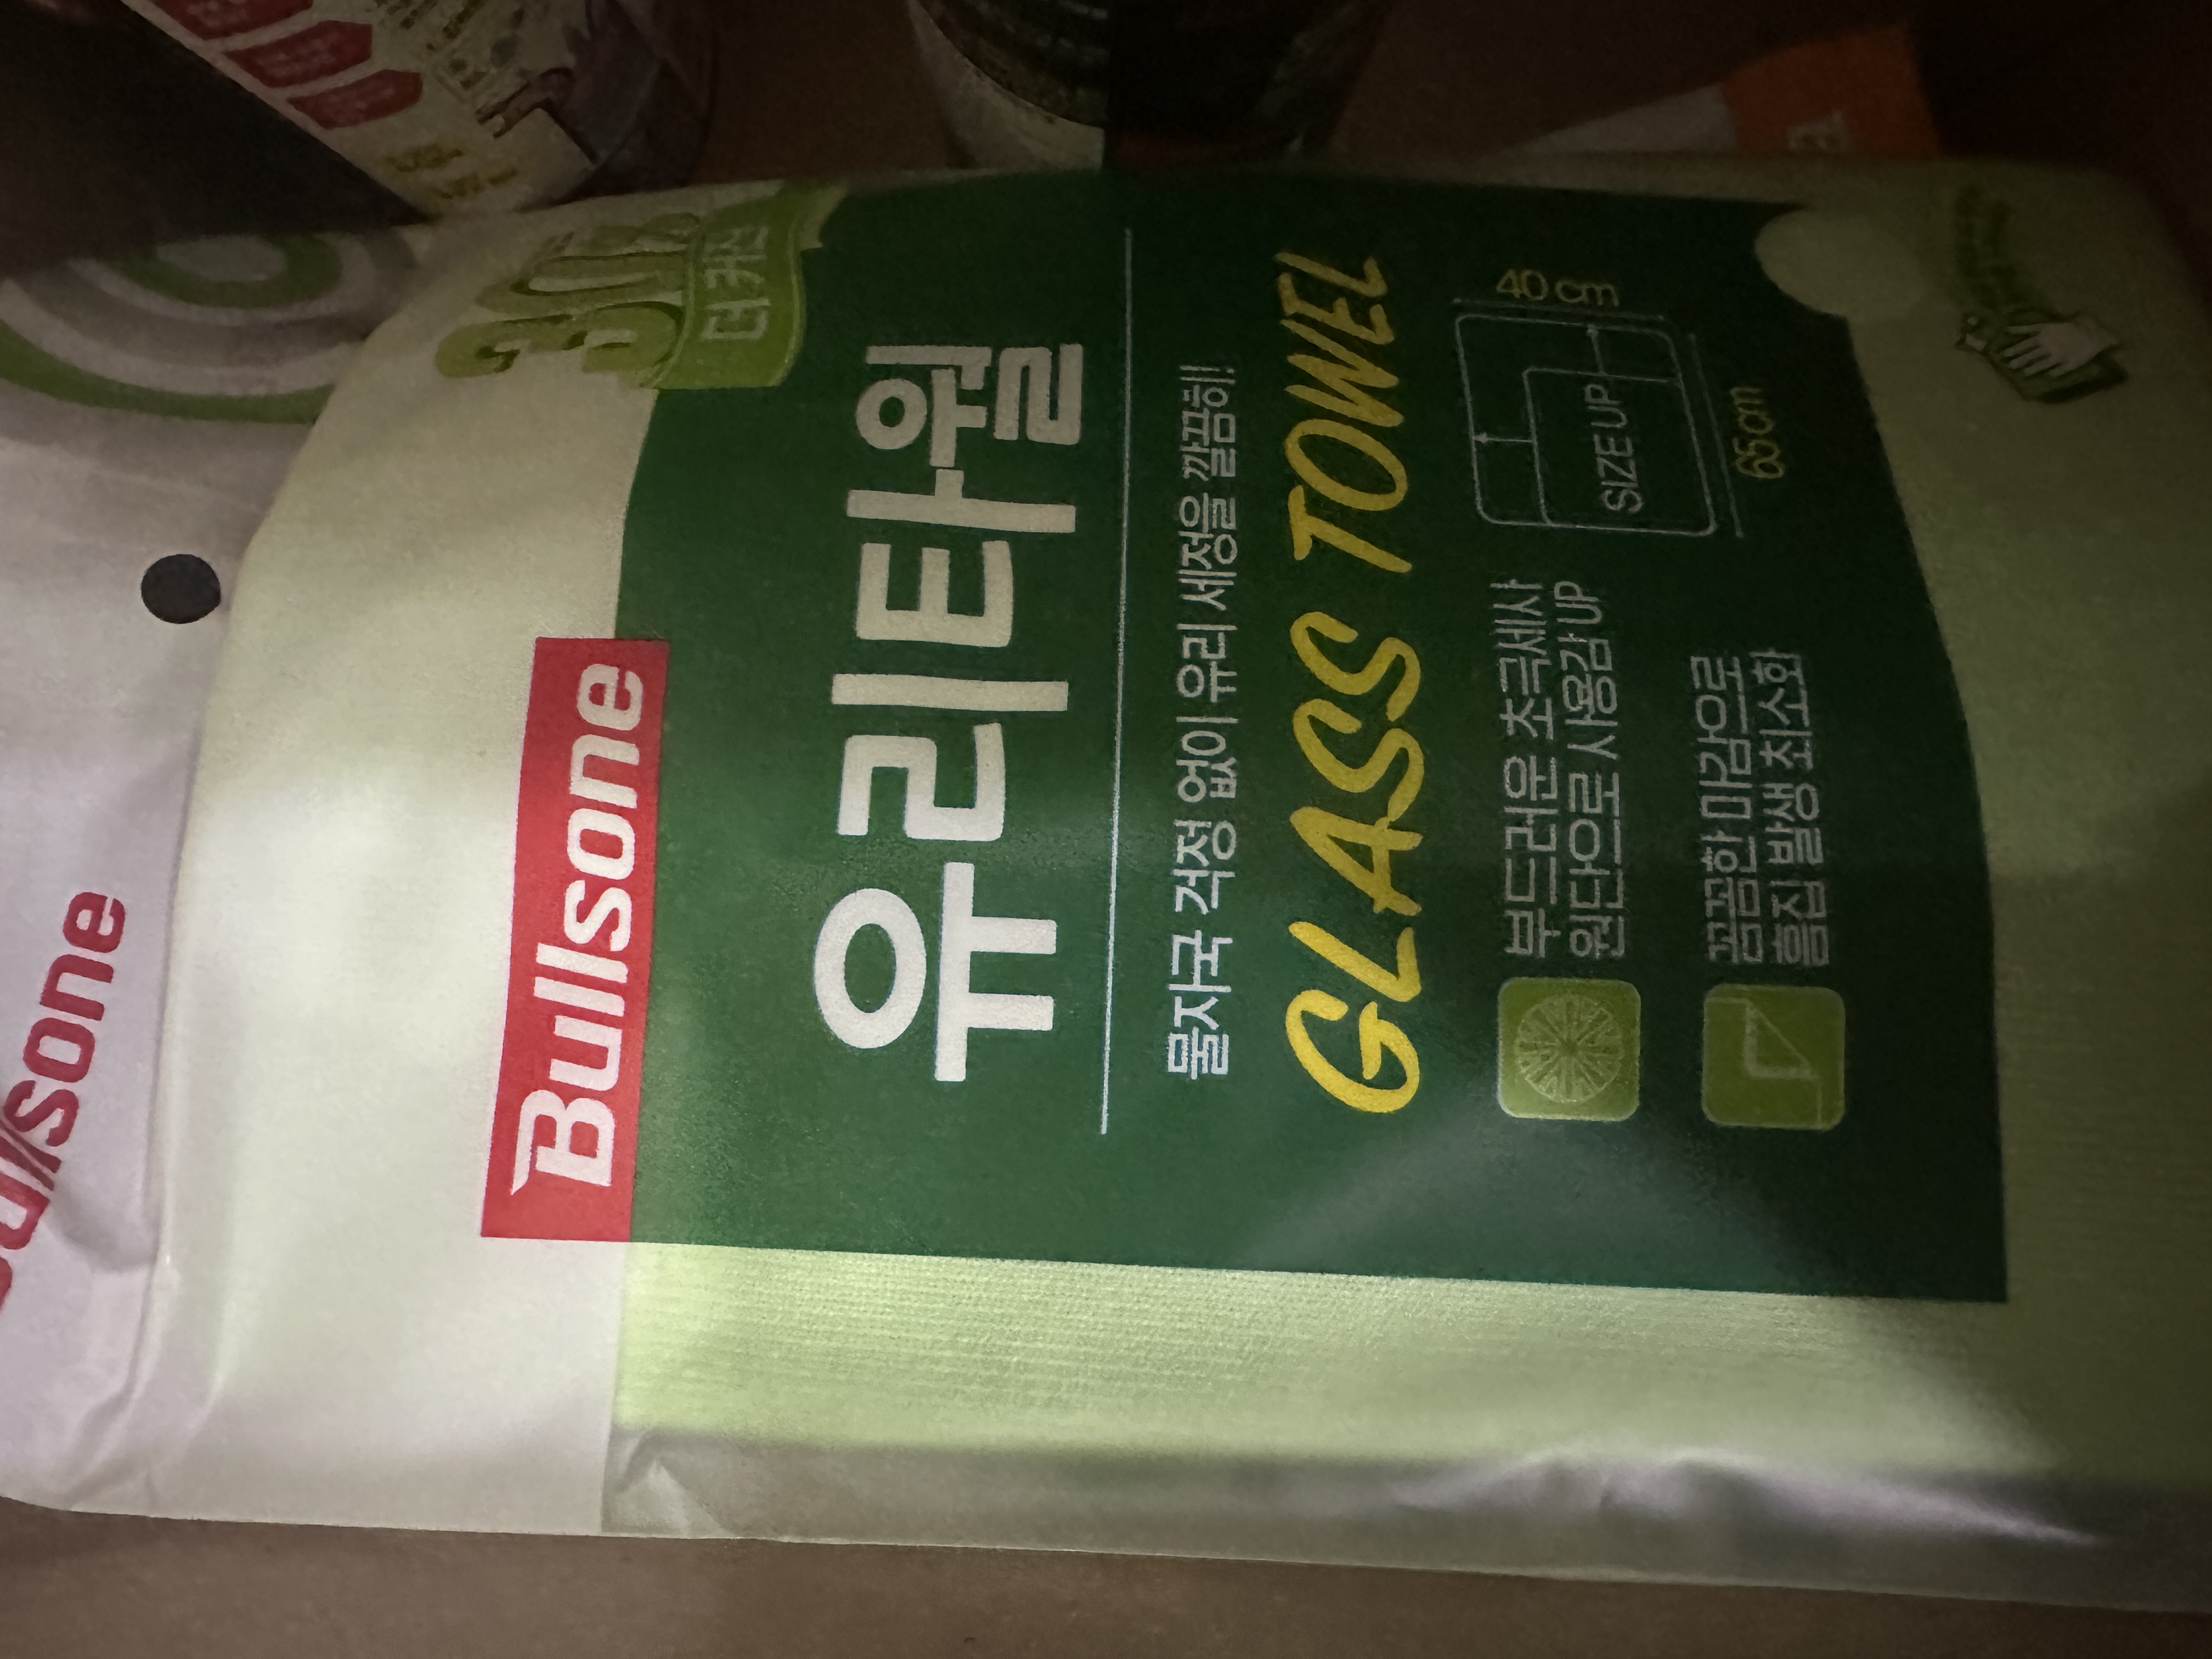 Bullsone
30%
더 커진
유리타월
물자국 걱정 없이 유리 세정을 깔끔히!
GLASS TOWEL
부드러운 초극세사
원단으로 사용감 UP
꼼꼼한 마감으로
흠집 발생 최소화
40cm
SIZE UP
65cm
Bullsone